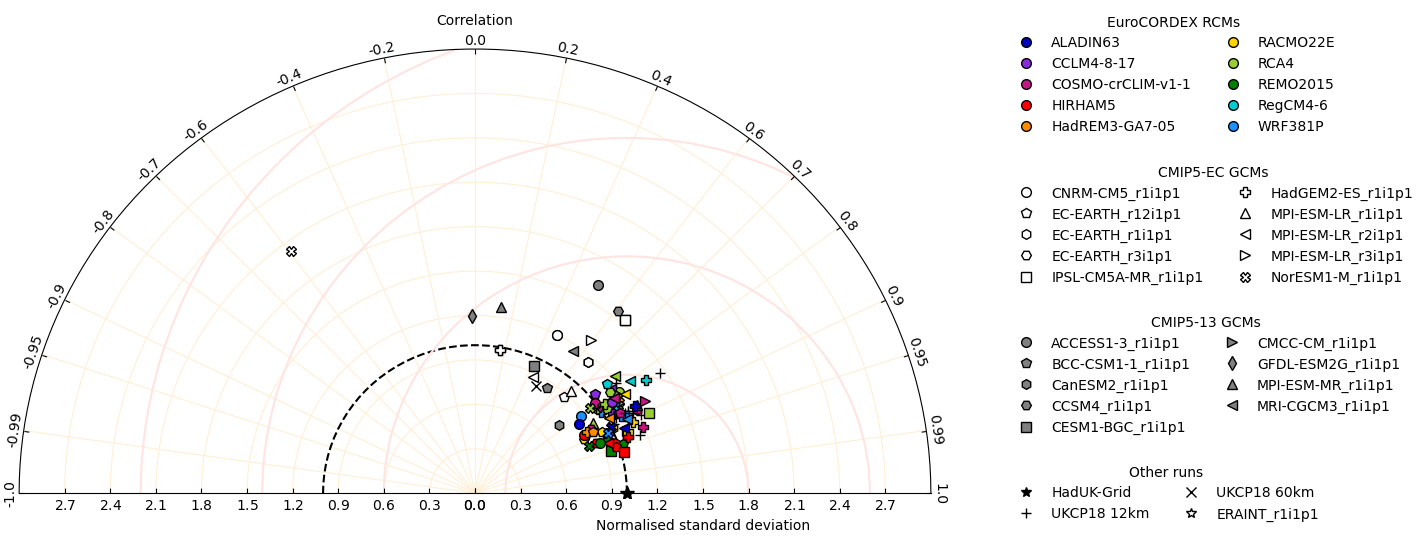 Correlation
-1.0
-0.99
-0.95
-0.9
-0.8
-0.7
-0.6
-0.4
-0.2
0.0
0.2
0.4
0.6
0.7
0.8
0.9
0.95
0.99
1.0
2.7 2.4 2.1 1.8 1.5 1.2 0.9 0.6 0.3 0.0 0.3 0.6 0.9 1.2 1.5 1.8 2.1 2.4 2.7
Normalised standard deviation
EuroCORDEX RCMs
ALADIN63 RACMO22E
CCLM4-8-17 RCA4
COSMO-crCLIM-v1-1 REMO2015
HIRHAM5 RegCM4-6
HadREM3-GA7-05 WRF381P
CMIP5-EC GCMs
CNRM-CM5_r1i1p1 HadGEM2-ES_r1i1p1
EC-EARTH_r12i1p1 MPI-ESM-LR_r1i1p1
EC-EARTH_r1i1p1 MPI-ESM-LR_r2i1p1
EC-EARTH_r3i1p1 MPI-ESM-LR_r3i1p1
IPSL-CM5A-MR_r1i1p1 NorESM1-M_r1i1p1
CMIP5-13 GCMs
ACCESS1-3_r1i1p1 CMCC-CM_r1i1p1
BCC-CSM1-1_r1i1p1 GFDL-ESM2G_r1i1p1
CanESM2_r1i1p1 MPI-ESM-MR_r1i1p1
CCSM4_r1i1p1 MRI-CGCM3_r1i1p1
CESM1-BGC_r1i1p1
Other runs
HadUK-Grid UKCP18 60km
UKCP18 12km ERAINT_r1i1p1